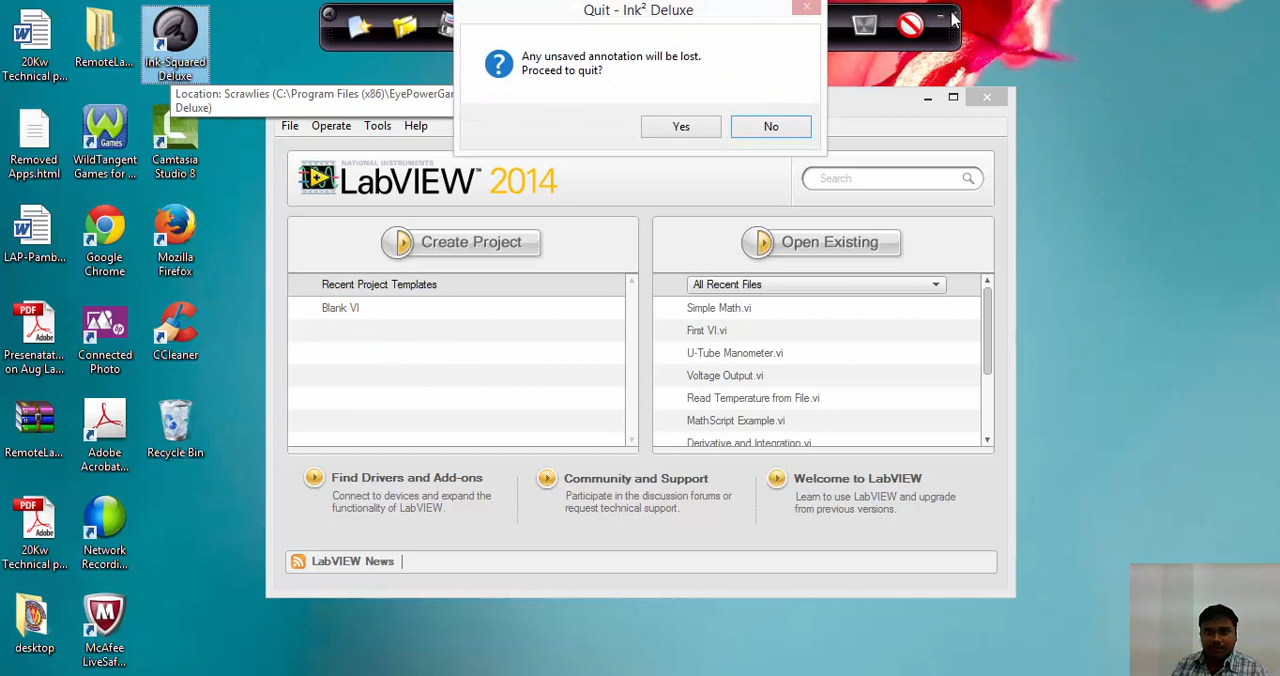 Quit - Ink² Deluxe
Any unsaved annotation will be lost.
Proceed to quit?
Yes
No
20Kw
Technical p...
RemoteLa...
Ink-Squared
Deluxe
Location: Scrawlies (C:\Program Files (x86)\EyePowerGa
Deluxe)
Removed
Apps.html
WildTangent
Games for ...
Camtasia
Studio 8
LAP-Pamb...
Google
Chrome
Mozilla
Firefox
Presenatat...
on Aug La...
Connected
Photo
CCleaner
RemoteLa...
Adobe
Acrobat...
Recycle Bin
20Kw
Technical p...
Network
Recordi...
desktop
McAfee
LiveSaf...
File Operate Tools Help
NATIONAL INSTRUMENTS
LabVIEW™ 2014
Search
Create Project
Open Existing
Recent Project Templates
Blank VI
All Recent Files
Simple Math.vi
First VI.vi
U-Tube Manometer.vi
Voltage Output.vi
Read Temperature from File.vi
MathScript Example.vi
Derivative and Integration.vi
Find Drivers and Add-ons
Connect to devices and expand the
functionality of LabVIEW.
Community and Support
Participate in the discussion forums or
request technical support.
Welcome to LabVIEW
Learn to use LabVIEW and upgrade
from previous versions.
LabVIEW News